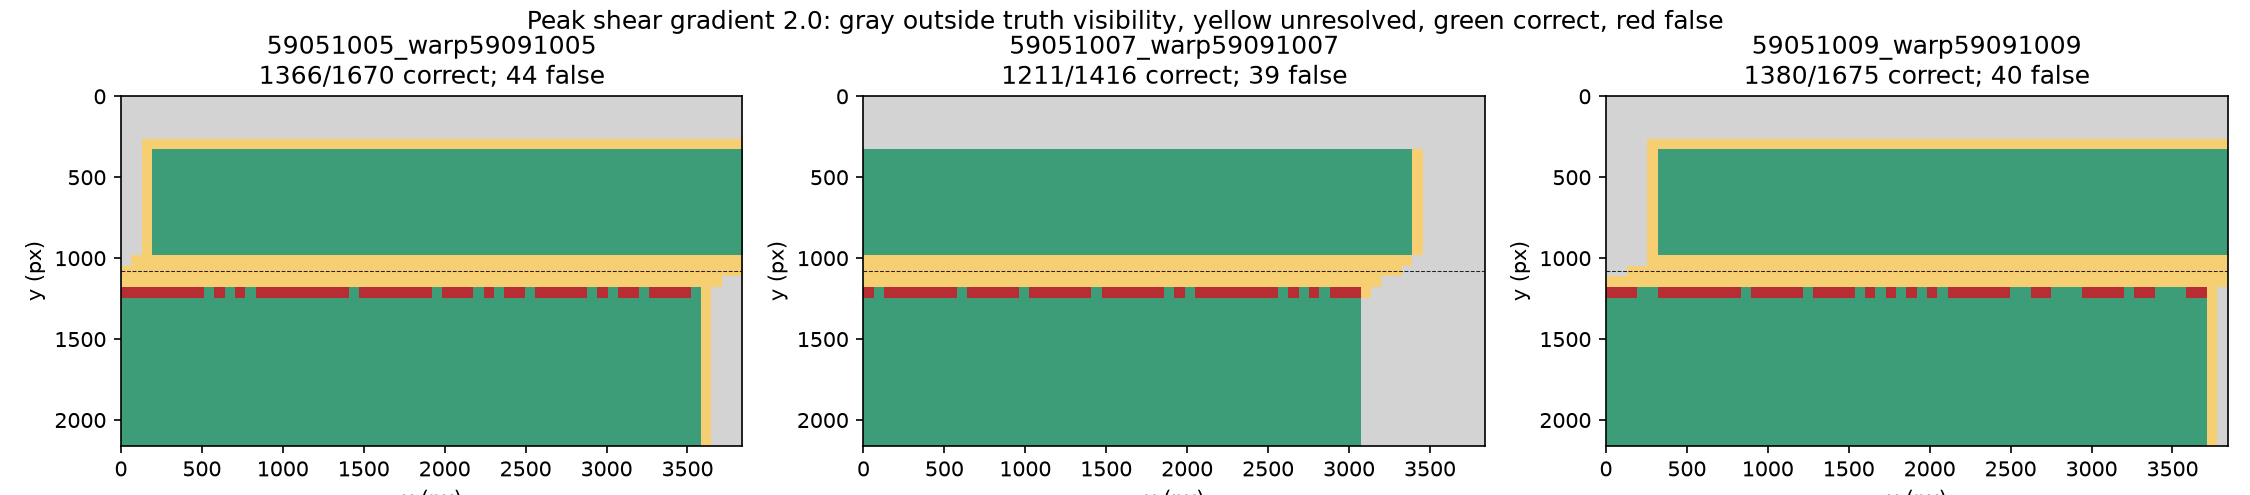 Peak shear gradient 2.0: gray outside truth visibility, yellow unresolved, green correct, red false
59051005_warp59091005
1366/1670 correct; 44 false
0
500
1000
1500
2000
y (px)
0 500 1000 1500 2000 2500 3000 3500
59051007_warp59091007
1211/1416 correct; 39 false
0
500
1000
1500
2000
y (px)
0 500 1000 1500 2000 2500 3000 3500
59051009_warp59091009
1380/1675 correct; 40 false
0
500
1000
1500
2000
y (px)
0 500 1000 1500 2000 2500 3000 3500